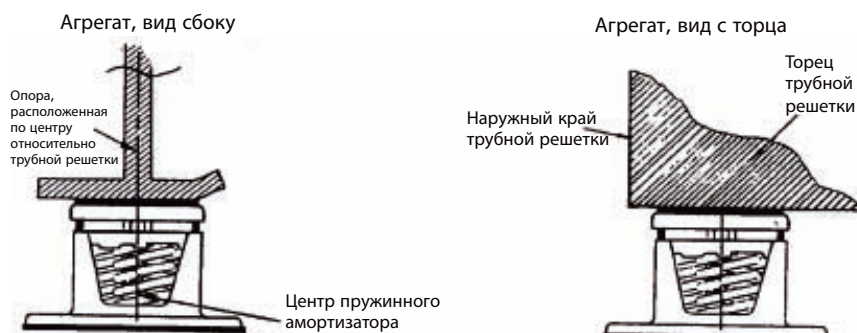 Агрегат, вид сбоку
Опора,
расположенная
по центру
относительно
трубной решетки
Центр пружинного
амортизатора
Агрегат, вид с торца
Торец
трубной
решетки
Наружный край
трубной решетки